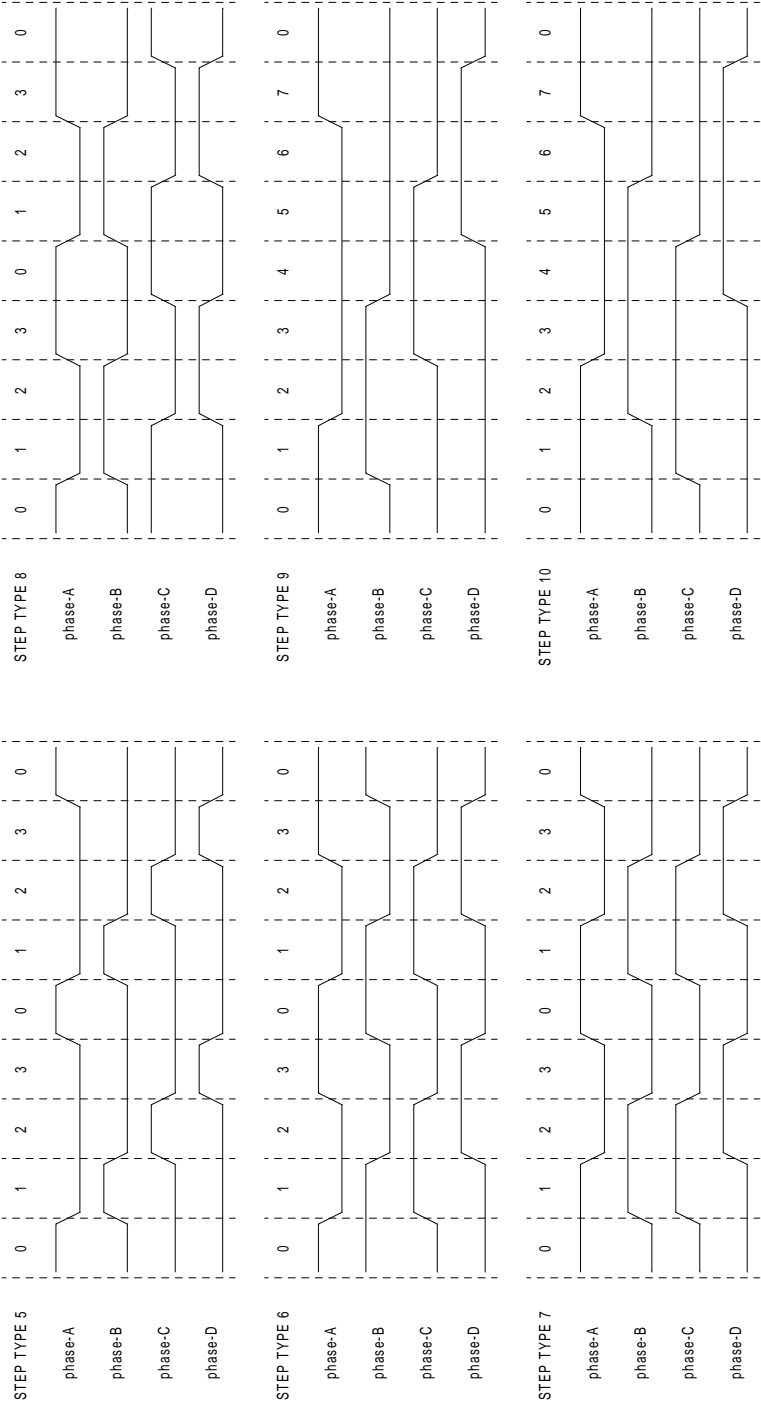 STEP TYPE 5 0 1 2 3 0 1 2 3 0
phase-A
phase-B
phase-C
phase-D
STEP TYPE 6 0 1 2 3 0 1 2 3 0
phase-A
phase-B
phase-C
phase-D
STEP TYPE 7 0 1 2 3 0 1 2 3 0
phase-A
phase-B
phase-C
phase-D
STEP TYPE 8 0 1 2 3 0 1 2 3 0
phase-A
phase-B
phase-C
phase-D
STEP TYPE 9 0 1 2 3 4 5 6 7 0
phase-A
phase-B
phase-C
phase-D
STEP TYPE 10 0 1 2 3 4 5 6 7 0
phase-A
phase-B
phase-C
phase-D